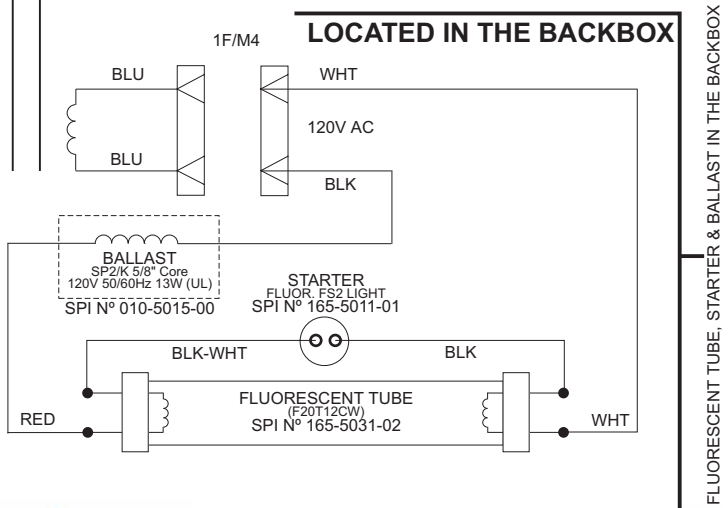 LOCATED IN THE BACKBOX
1F/M4
BLU
WHT
120V AC
BLU
BLK
BALLAST
SP2/K 5/8" Core
120V 50/60Hz 13W (UL)
SPI Nº 010-5015-00
STARTER
FLUOR. FS2 LIGHT
SPI Nº 165-5011-01
BLK-WHT
BLK
FLUORESCENT TUBE
(F20T12CW)
SPI Nº 165-5031-02
RED
WHT
FLUORESCENT TUBE, STARTER & BALLAST IN THE BACKBOX